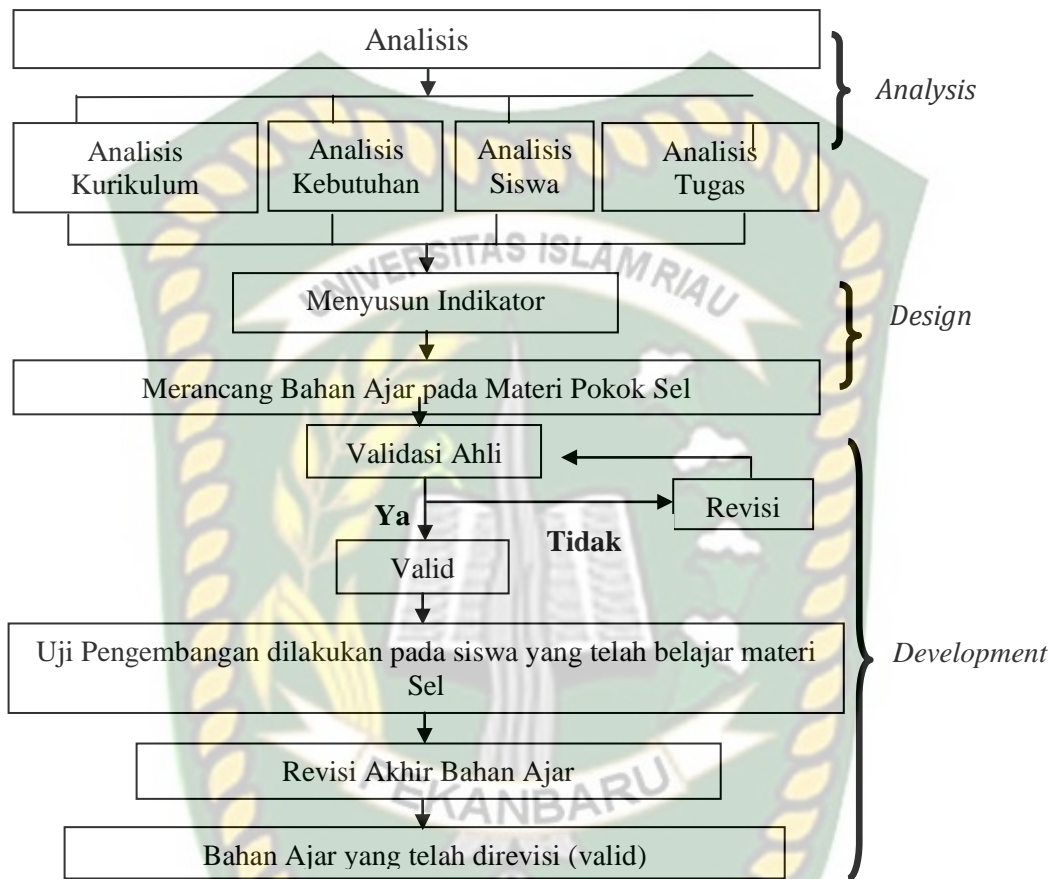 Analisis
Analysis
Analisis
Kurikulum
Analisis
Kebutuhan
Analisis
Siswa
Analisis
Tugas
UNIVERSITAS ISLAM RIAU
Menyusun Indikator
Design
Merancang Bahan Ajar pada Materi Pokok Sel
Validasi Ahli
Revisi
Ya
Tidak
Valid
Uji Pengembangan dilakukan pada siswa yang telah belajar materi
Sel
Development
Revisi Akhir Bahan Ajar
PEKANBARU
Bahan Ajar yang telah direvisi (valid)